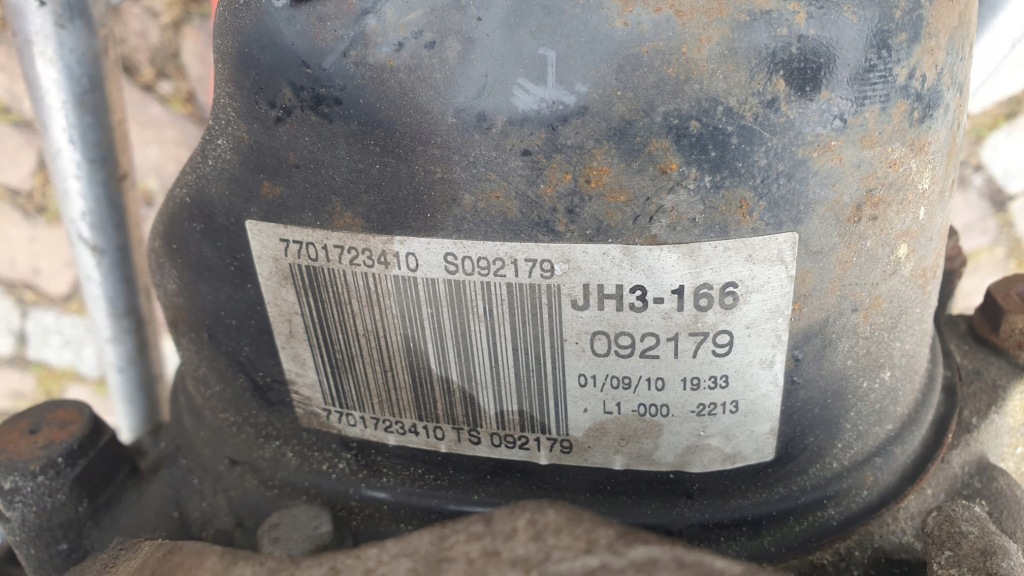 7701723410 S092179
JH3-166
092179
01/09/10 19:33
L1 -000. -2213
7701723410 TS 092179